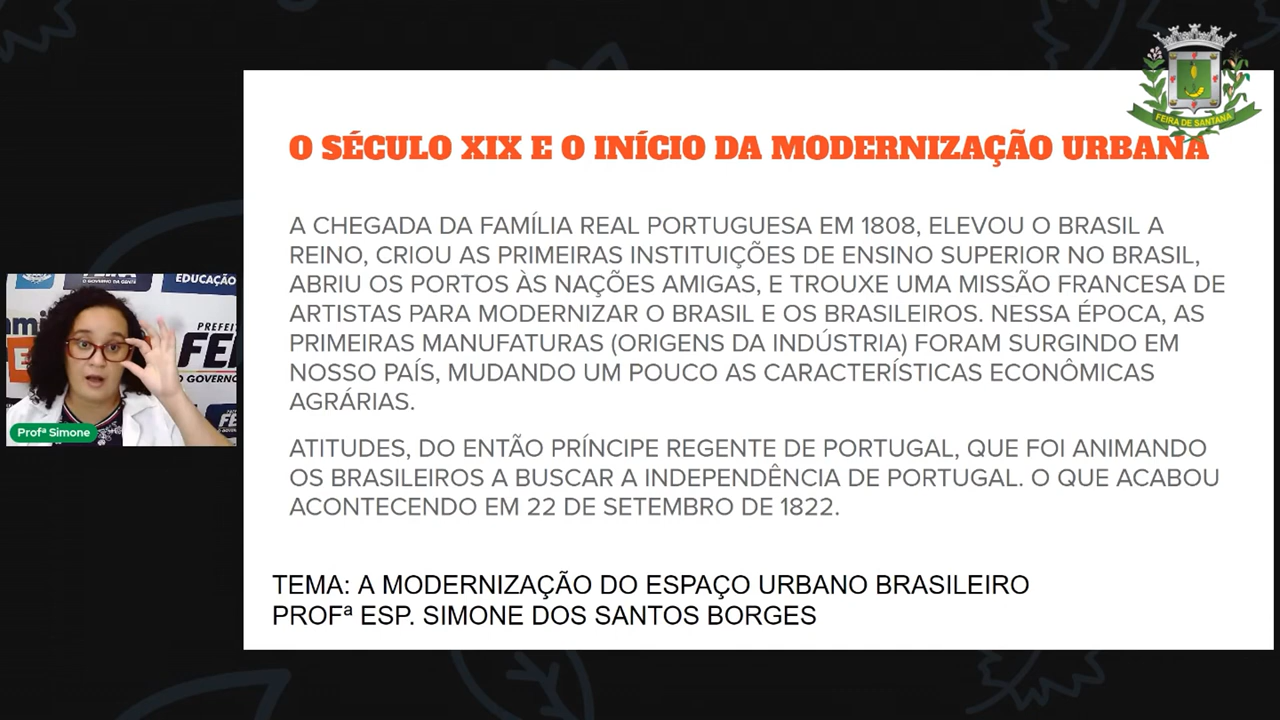 FEIRA DE SANTANA
O SÉCULO XIX E O INÍCIO DA MODERNIZAÇÃO URBANA
A CHEGADA DA FAMÍLIA REAL PORTUGUESA EM 1808, ELEVOU O BRASIL A
REINO, CRIOU AS PRIMEIRAS INSTITUIÇÕES DE ENSINO SUPERIOR NO BRASIL,
ABRIU OS PORTOS ÀS NAÇÕES AMIGAS, E TROUXE UMA MISSÃO FRANCESA DE
ARTISTAS PARA MODERNIZAR O BRASIL E OS BRASILEIROS. NESSA ÉPOCA, AS
PRIMEIRAS MANUFATURAS (ORIGENS DA INDÚSTRIA) FORAM SURGINDO EM
NOSSO PAÍS, MUDANDO UM POUCO AS CARACTERÍSTICAS ECONÔMICAS
AGRÁRIAS.
ATITUDES, DO ENTÃO PRÍNCIPE REGENTE DE PORTUGAL, QUE FOI ANIMANDO
OS BRASILEIROS A BUSCAR A INDEPENDÊNCIA DE PORTUGAL. O QUE ACABOU
ACONTECENDO EM 22 DE SETEMBRO DE 1822.
TEMA: A MODERNIZAÇÃO DO ESPAÇO URBANO BRASILEIRO
PROFª ESP. SIMONE DOS SANTOS BORGES
EDUCAÇÃO
PREFEIT
FEI
O GOVERNO
Profª Simone